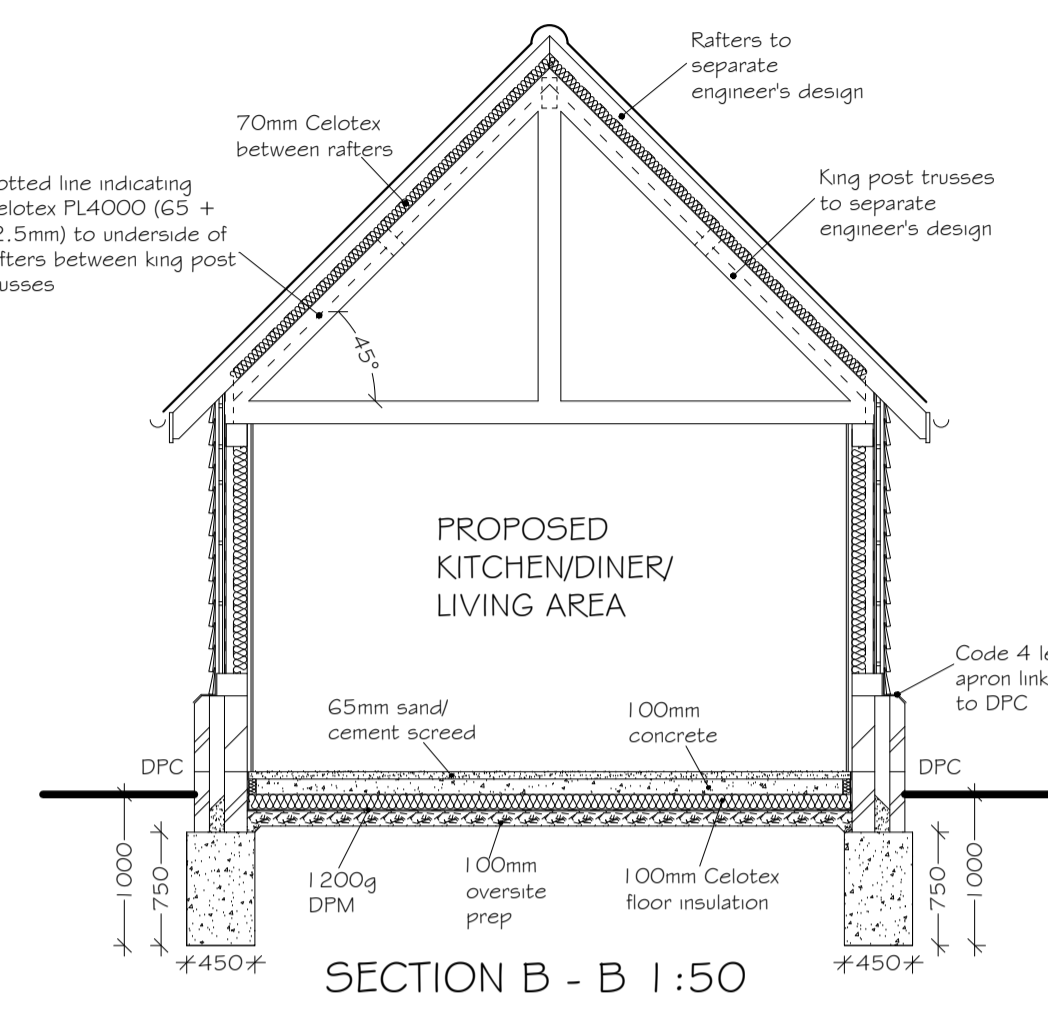 Rafters to
separate
engineer's design
70mm Celotex
between rafters
King post trusses
to separate
engineer's design
otted line indicating
elotex PL4000 (65 +
2.5mm) to underside of
fters between king post
usses
45°
PROPOSED
KITCHEN/DINER/
LIVING AREA
Code 4 le
apron link
to DPC
65mm sand/
cement screed
100mm
concrete
DPC
DPC
1000
750
1200g
DPM
100mm
oversite
prep
100mm Celotex
floor insulation
750
1000
450
450
SECTION B - B 1:50